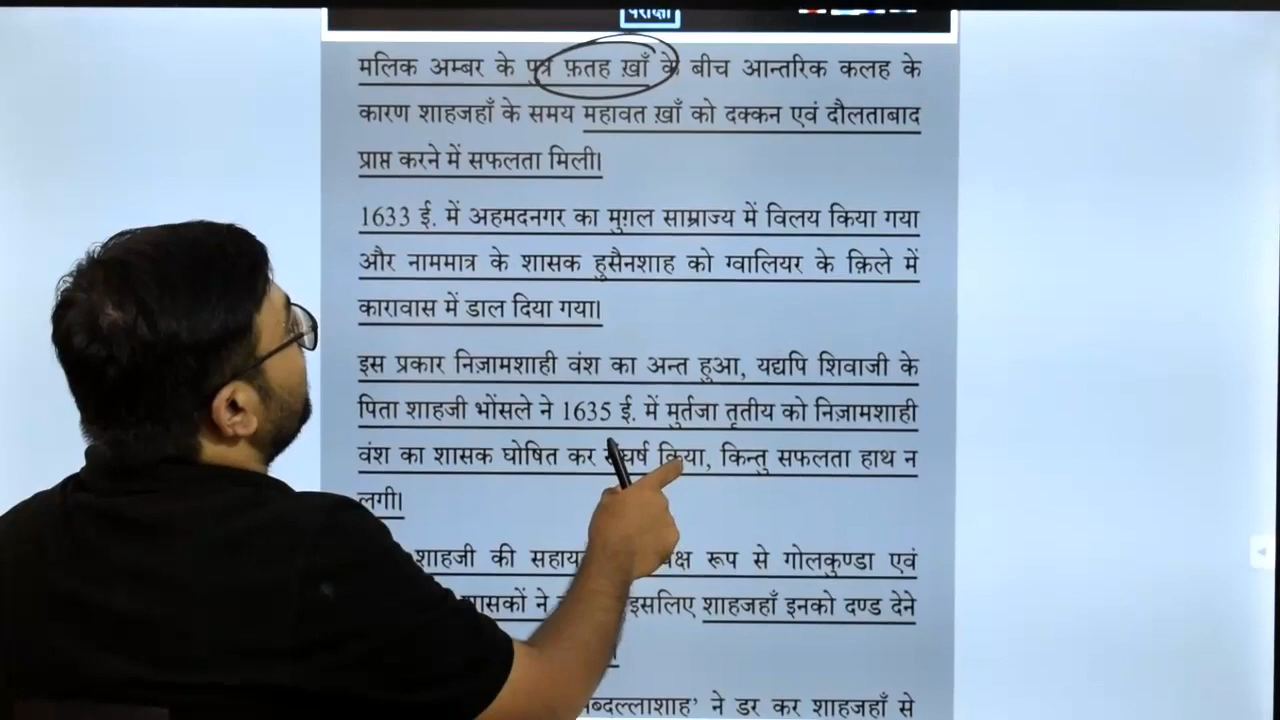 परीक्षा
मलिक अम्बर के पुत्र फ़तह ख़ाँ के बीच आन्तरिक कलह के
कारण शाहजहाँ के समय महावत ख़ाँ को दक्कन एवं दौलताबाद
प्राप्त करने में सफलता मिली।
1633 ई. में अहमदनगर का मुग़ल साम्राज्य में विलय किया गया
और नाममात्र के शासक हुसैनशाह को ग्वालियर के क़िले में
कारावास में डाल दिया गया।
इस प्रकार निज़ामशाही वंश का अन्त हुआ, यद्यपि शिवाजी के
पिता शाहजी भोंसले ने 1635 ई. में मुर्तजा तृतीय को निज़ामशाही
वंश का शासक घोषित कर संघर्ष किया, किन्तु सफलता हाथ न
लगी।
शाहजी की रूप से गोलकुण्डा एवं
ने इसलिए शाहजहाँ इनको दण्ड देने
ने डर कर शाहजहाँ से